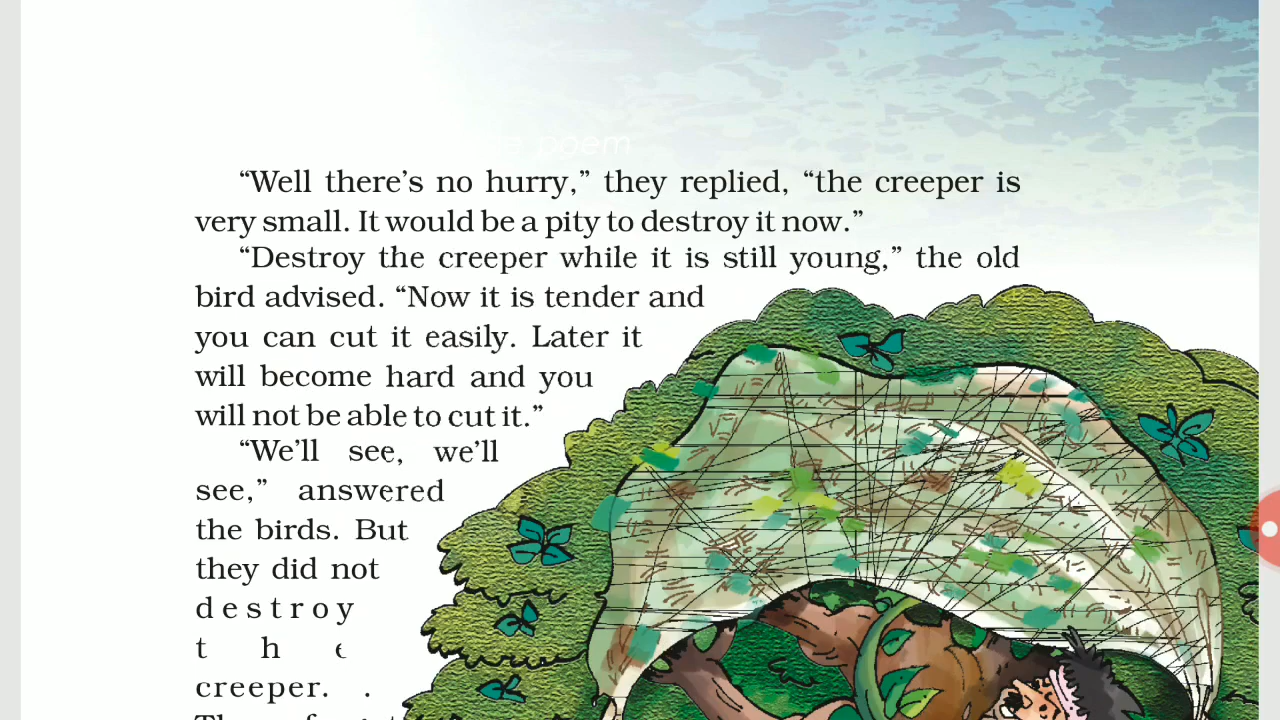 poem
“Well there’s no hurry,” they replied, “the creeper is
very small. It would be a pity to destroy it now.”
“Destroy the creeper while it is still young,” the old
bird advised. “Now it is tender and
you can cut it easily. Later it
will become hard and you
will not be able to cut it.”
“We’ll see, we’ll
see,” answered
the birds. But
they did not
destroy
the
creeper. .